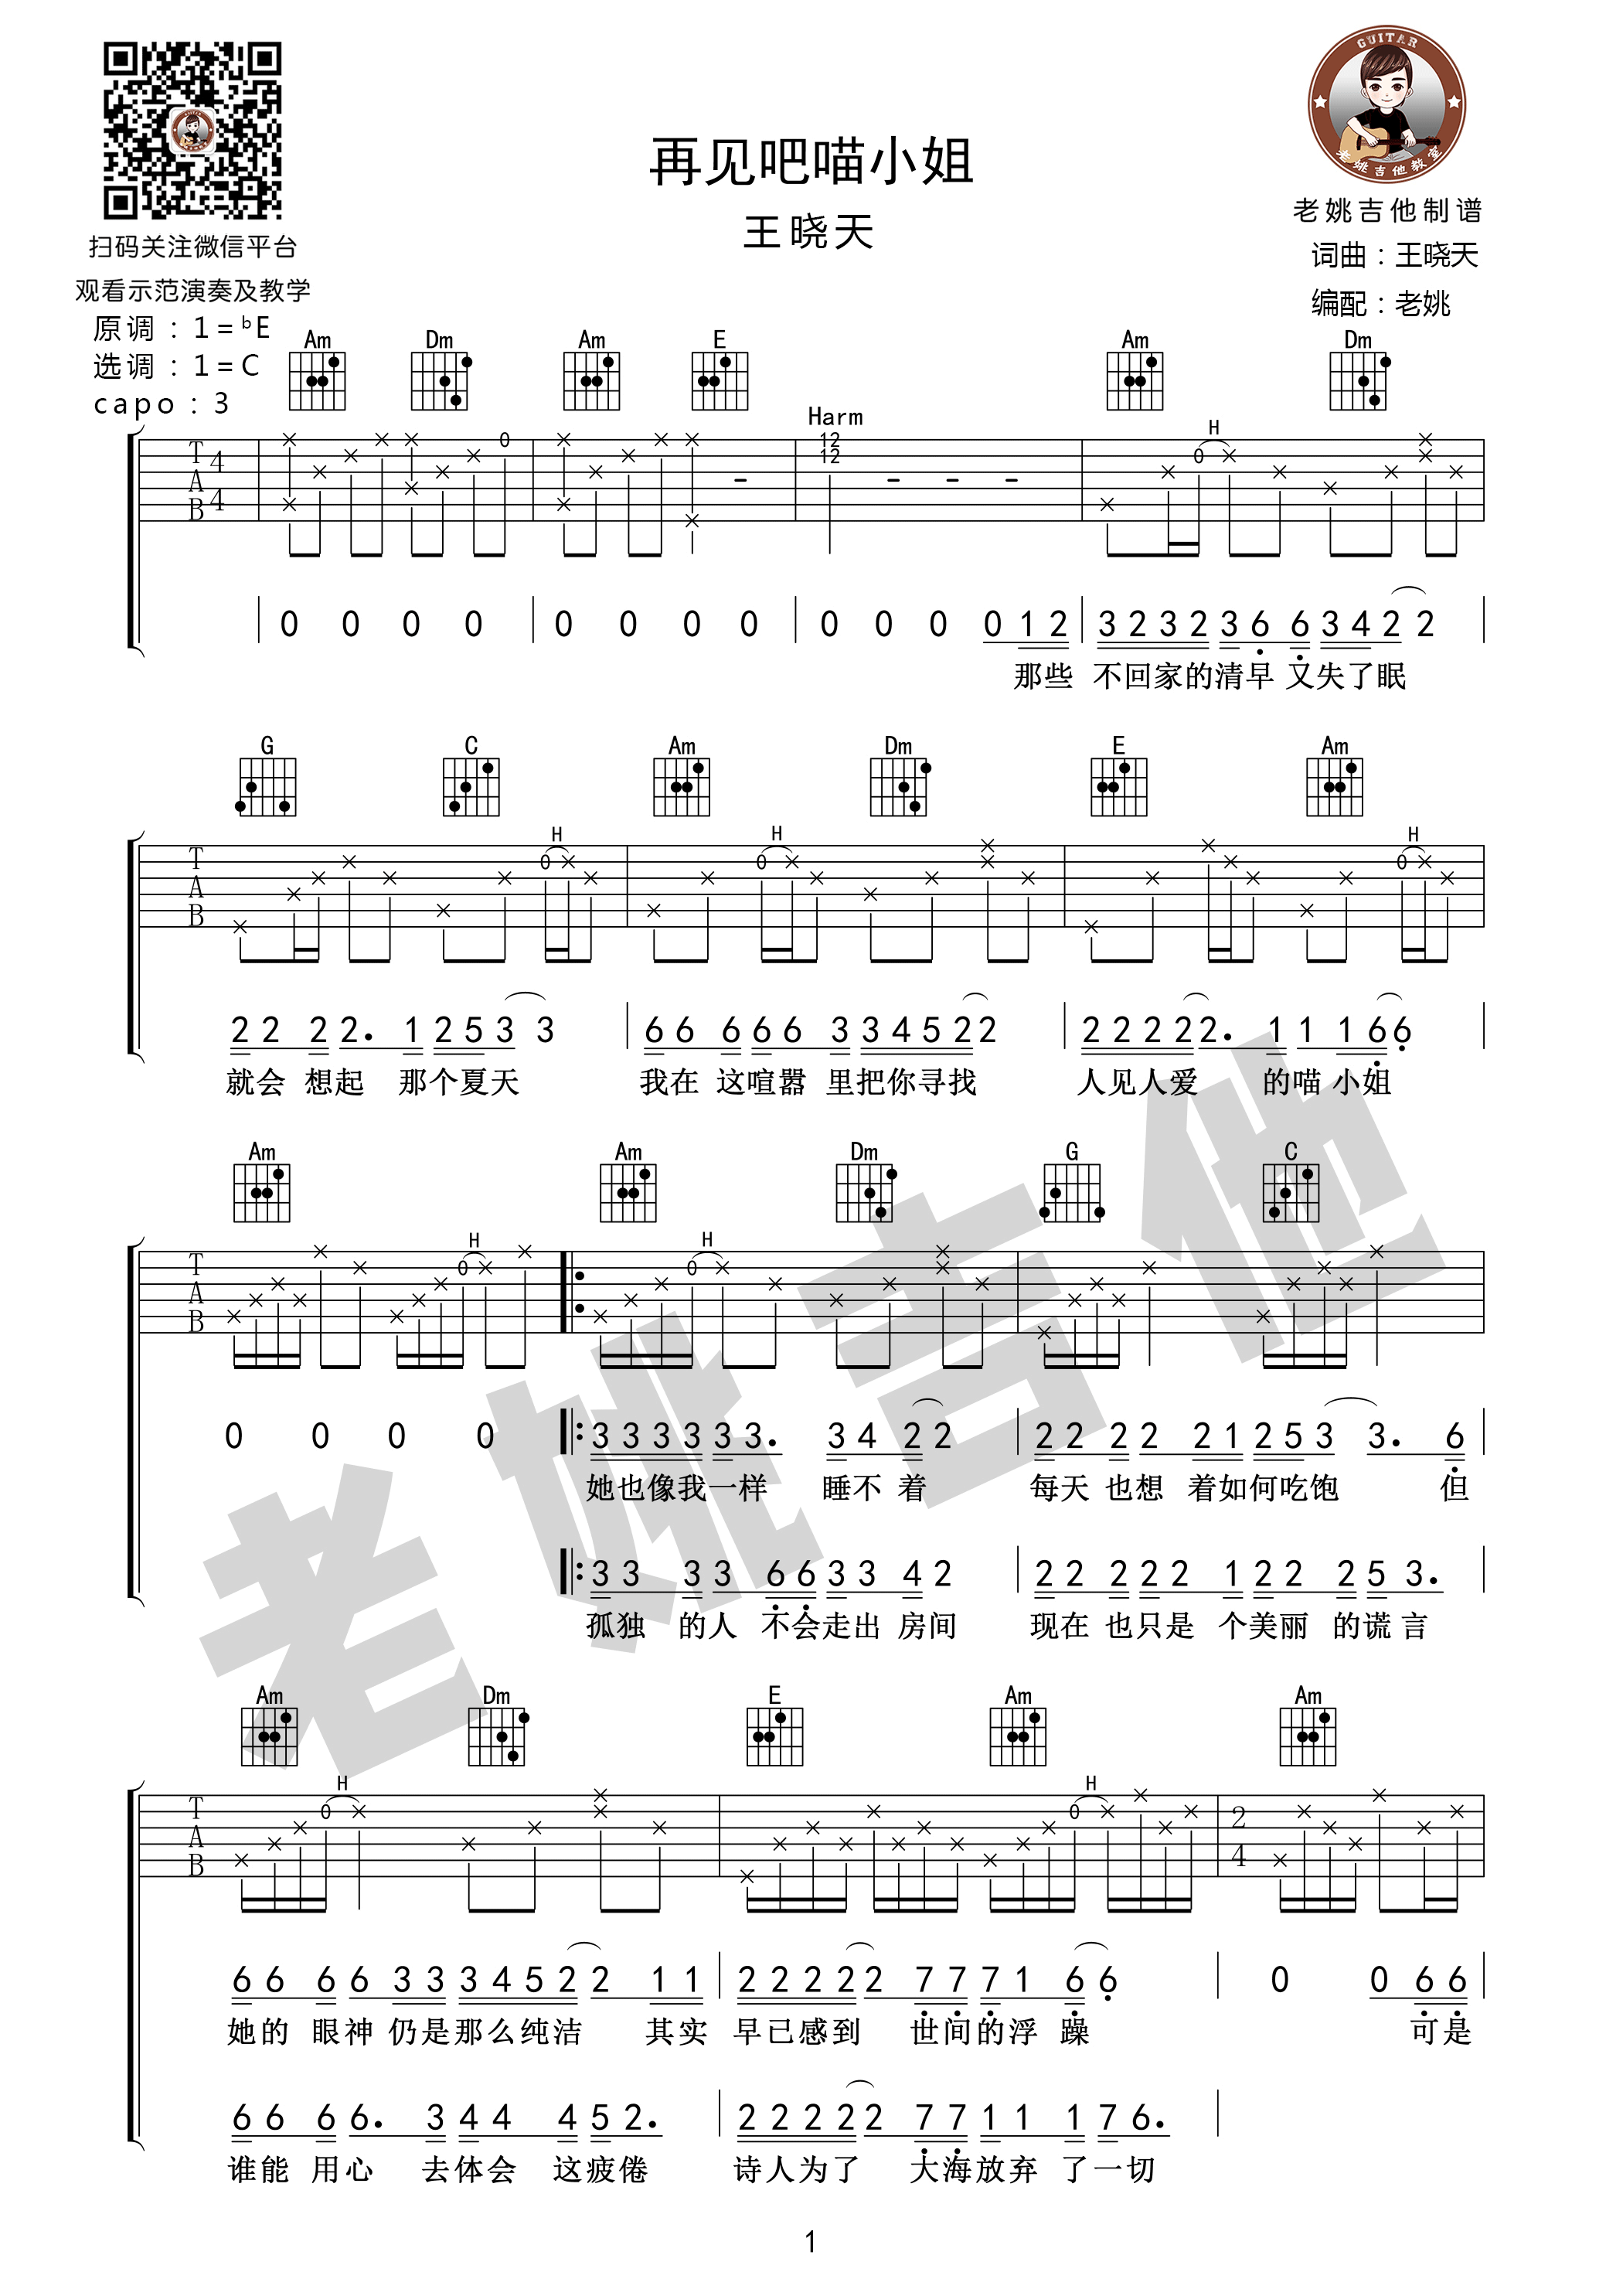 GUITAR
老姚吉他教室
再见吧喵小姐
王晓天
扫码关注微信平台
观看示范演奏及教学
老姚吉他制谱
词曲：王晓天
编配：老姚
原调：1=ᵇE
选调：1=C
capo：3
Am Dm Am E Am Dm
Harm
H
T A B 4 4 0 12 12 0
0 0 0 0 0 0 0 0 0 0 0 0 1 2 3 2 3 2 3 6 6 3 4 2 2
那些 不回家的清早 又失了眠
G C Am Dm E Am
H H H
T A B 0 0 0
2 2 2 2. 1 2 5 3 3 6 6 6 6 6 3 3 4 5 2 2 2 2 2 2 2. 1 1 1 6 6
就会 想起 那个夏天 我在 这喧嚣 里把你寻找 人见人爱 的喵 小姐
Am Am Dm G C
H H
T A B 0 0
0 0 0 0 3 3 3 3 3 3. 3 4 2 2 2 2 2 2 2 1 2 5 3 3. 6
她也像我一样 睡不 着 每天 也想 着如何吃饱 但
3 3 3 3 6 6 3 3 4 2 2 2 2 2 2 1 2 2 2 5 3.
孤独 的人 不会走出 房间 现在 也只是 个美丽 的谎言
Am Dm E Am Am
H H
T A B 0 0 2 4
6 6 6 6 3 3 3 4 5 2 2 1 1 2 2 2 2 2 7 7 7 1 6 6 0 0 6 6
她的 眼神 仍是那么纯洁 其实 早已感到 世间的浮 躁 可是
6 6 6 6. 3 4 4 4 5 2. 2 2 2 2 2 7 7 1 1 1 7 6.
谁能 用心 去体会 这疲倦 诗人为了 大海放弃 了一切
老姚吉他
1